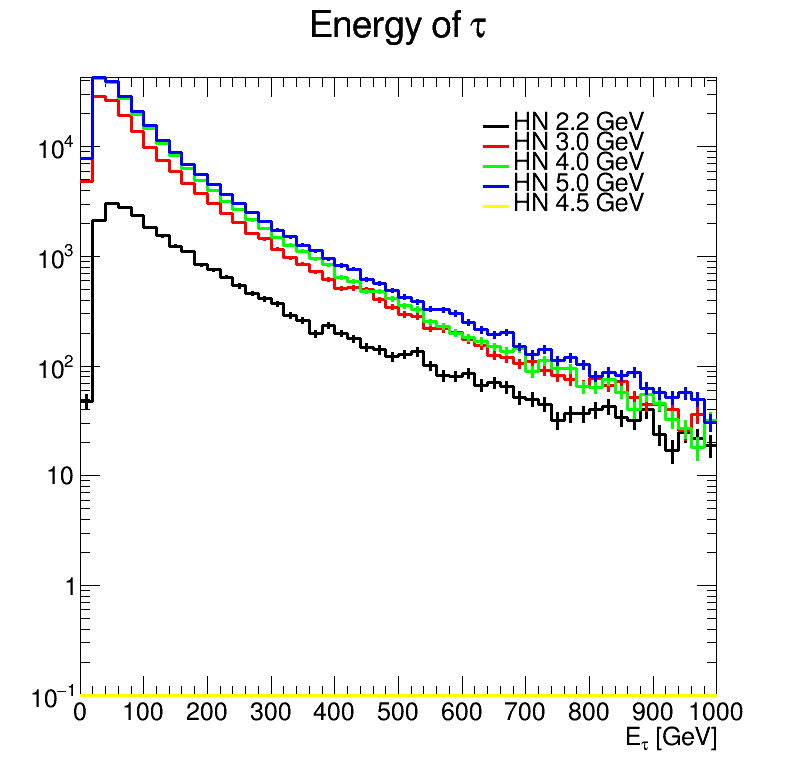 Energy of τ
HN 2.2 GeV
HN 3.0 GeV
HN 4.0 GeV
HN 5.0 GeV
HN 4.5 GeV
10⁴
10³
10²
10
1
10⁻¹
0 100 200 300 400 500 600 700 800 900 1000
E_τ [GeV]